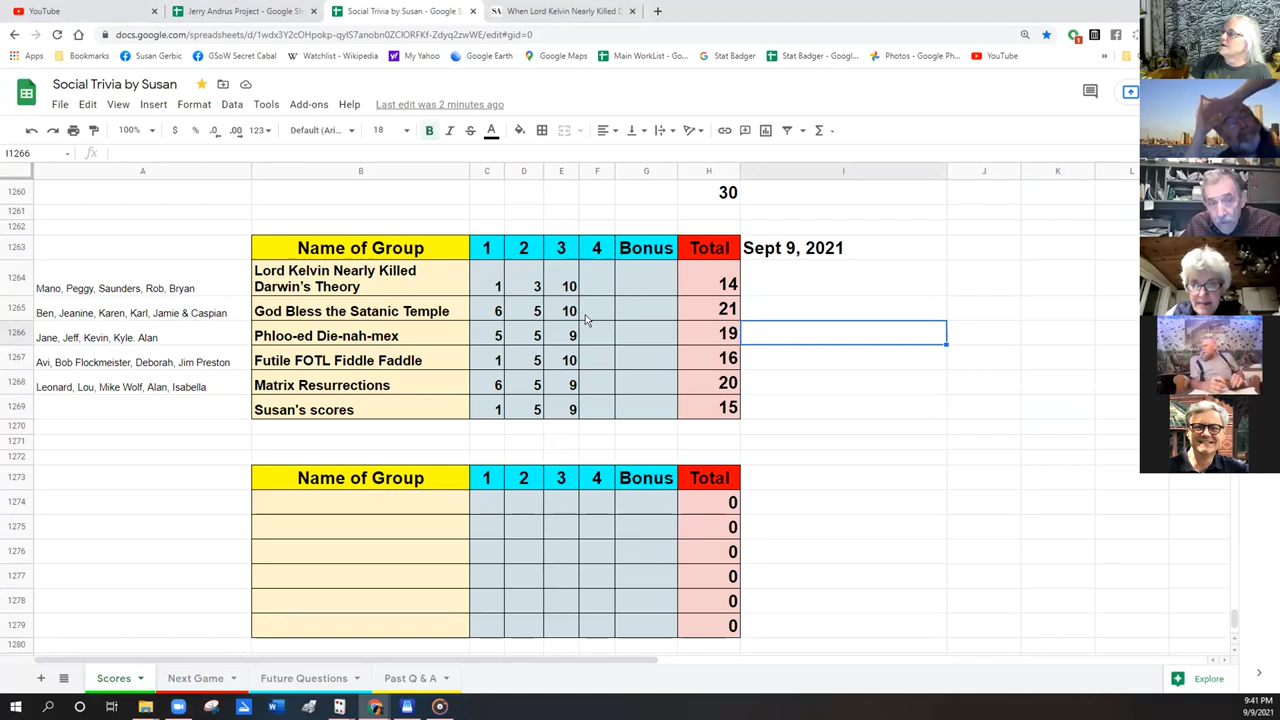 YouTube
Jerry Andrus Project - Google Sh
Social Trivia by Susan - Google S
When Lord Kelvin Nearly Killed D
docs.google.com/spreadsheets/d/1wdx3Y2cOHpokp-qylS7anobn0ZClORFKF-Zdyq2zwWE/edit#gid=0
Apps Bookmarks Susan Gerbic GSoW Secret Cabal Watchlist - Wikipedia My Yahoo Google Earth Google Maps Main WorkList - Goo... Stat Badger Stat Badger - Goog... Photos - Google Ph... YouTube
Social Trivia by Susan
File Edit View Insert Format Data Tools Add-ons Help Last edit was 2 minutes ago
100% $ % .0 .00 123 Default (Ari... 18 B I S A
I1266 fx
A B C D E F G H I J K L
1260 30
1261
1262
1263 Name of Group 1 2 3 4 Bonus Total Sept 9, 2021
1264 Mano, Peggy, Saunders, Rob, Bryan Lord Kelvin Nearly Killed
Darwin's Theory 1 3 10 14
1265 Ben, Jeanine, Karen, Karl, Jamie & Caspian God Bless the Satanic Temple 6 5 10 21
1266 Jane, Jeff, Kevin, Kyle. Alan Phloo-ed Die-nah-mex 5 5 9 19
1267 Avi, Bob Flockmeister, Deborah, Jim Preston Futile FOTL Fiddle Faddle 1 5 10 16
1268 Leonard, Lou, Mike Wolf, Alan, Isabella Matrix Resurrections 6 5 9 20
1269 Susan's scores 1 5 9 15
1270
1271
1272
1273 Name of Group 1 2 3 4 Bonus Total
1274 0
1275 0
1276 0
1277 0
1278 0
1279 0
1280
Scores Next Game Future Questions Past Q & A Explore
9:41 PM
9/9/2021